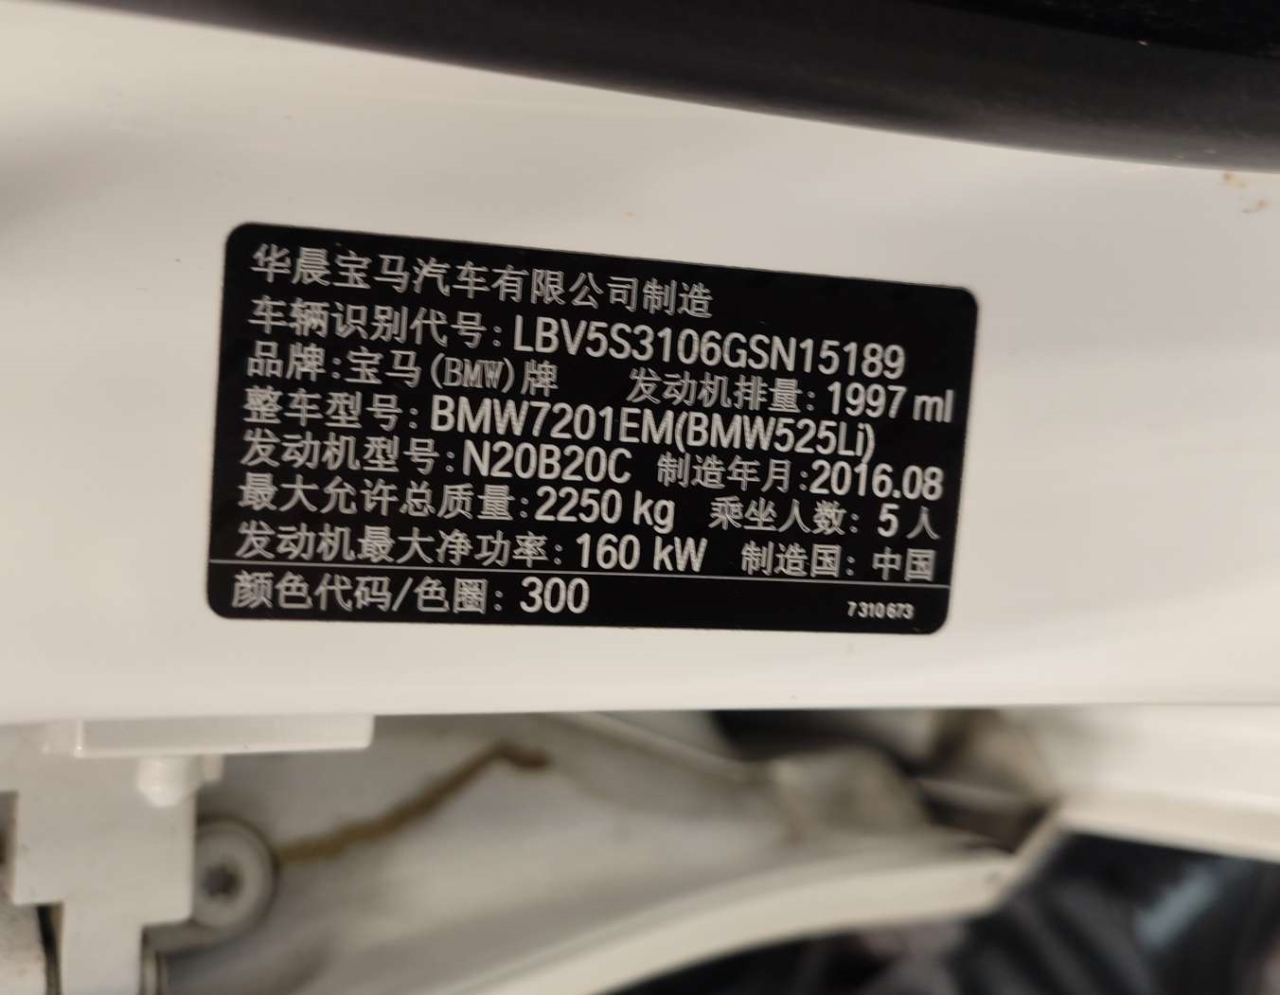 华晨宝马汽车有限公司制造
车辆识别代号: LBV5S3106GSN15189
品牌:宝马(BMW)牌 发动机排量: 1997 ml
整车型号: BMW7201EM(BMW525Li)
发动机型号: N20B20C 制造年月:2016.08
最大允许总质量: 2250 kg 乘坐人数: 5人
发动机最大净功率: 160 kW 制造国: 中国
颜色代码/色圈: 300 7 310 673